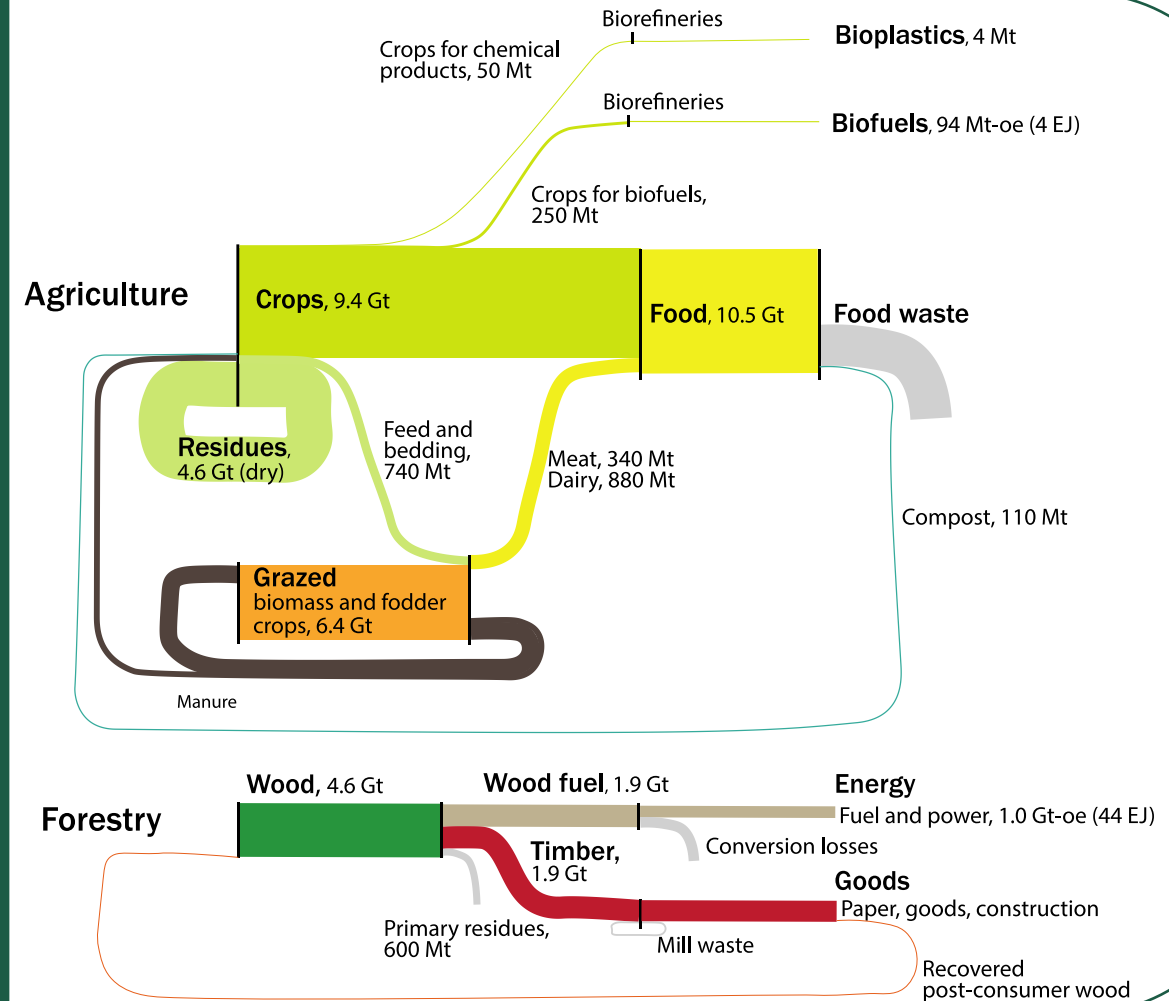 Biorefineries
Bioplastics, 4 Mt
Crops for chemical
products, 50 Mt
Biorefineries
Biofuels, 94 Mt-oe (4 EJ)
Crops for biofuels,
250 Mt
Agriculture
Crops, 9.4 Gt
Food, 10.5 Gt
Food waste
Residues,
4.6 Gt (dry)
Feed and
bedding,
740 Mt
Meat, 340 Mt
Dairy, 880 Mt
Compost, 110 Mt
Grazed
biomass and fodder
crops, 6.4 Gt
Manure
Wood, 4.6 Gt
Wood fuel, 1.9 Gt
Energy
Fuel and power, 1.0 Gt-oe (44 EJ)
Forestry
Conversion losses
Timber,
1.9 Gt
Goods
Paper, goods, construction
Primary residues,
600 Mt
Mill waste
Recovered
post-consumer wood